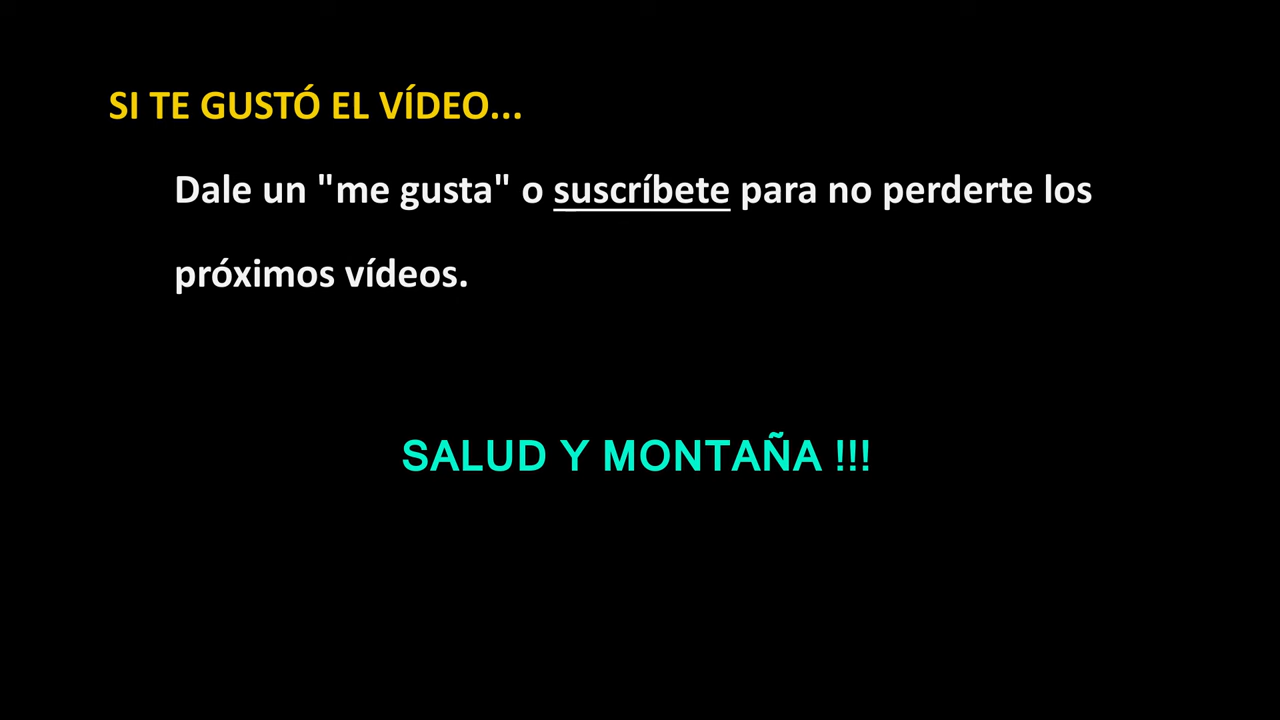 SI TE GUSTÓ EL VÍDEO...
Dale un "me gusta" o suscríbete para no perderte los
próximos vídeos.
SALUD Y MONTAÑA !!!